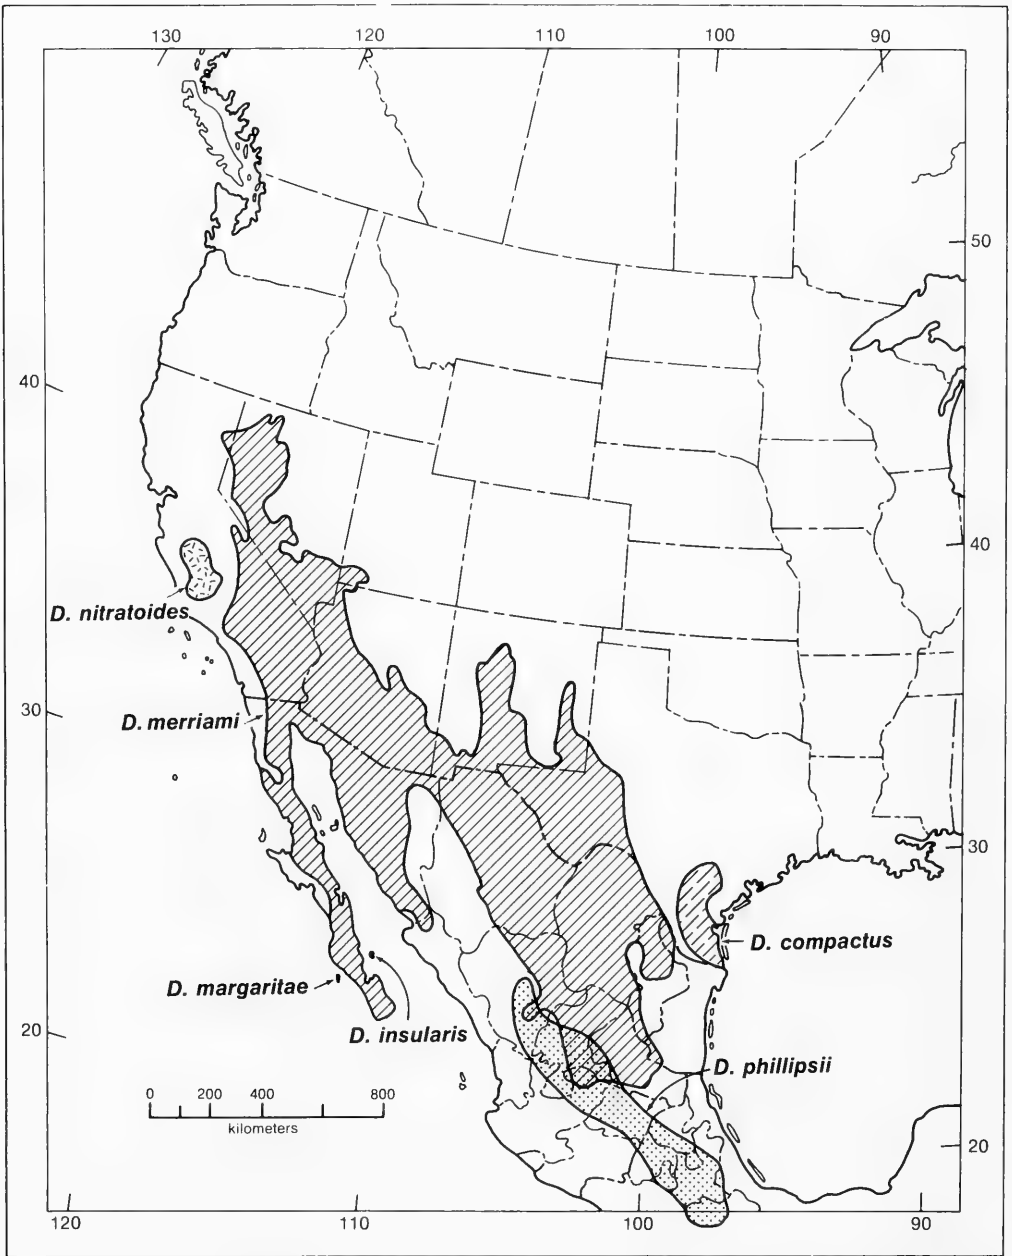 130 120 110 100 90
50
40
40
D. nitratoides
30
D. merriami
30
D. compactus
D. margaritae
D. insularis
20
D. phillipsii
0 200 400 800
kilometers
20
120 110 100 90